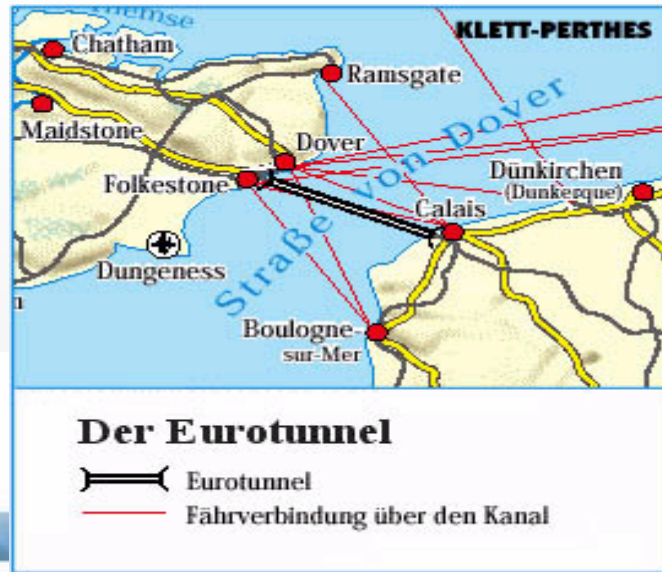 Themse
KLETT-PERTHES
Chatham
Ramsgate
Maidstone
Dover
Folkestone
Straße von Dover
Dünkirchen
(Dunkerque)
Calais
Dungeness
n
Boulogne-
sur-Mer
Der Eurotunnel
Eurotunnel
Fährverbindung über den Kanal